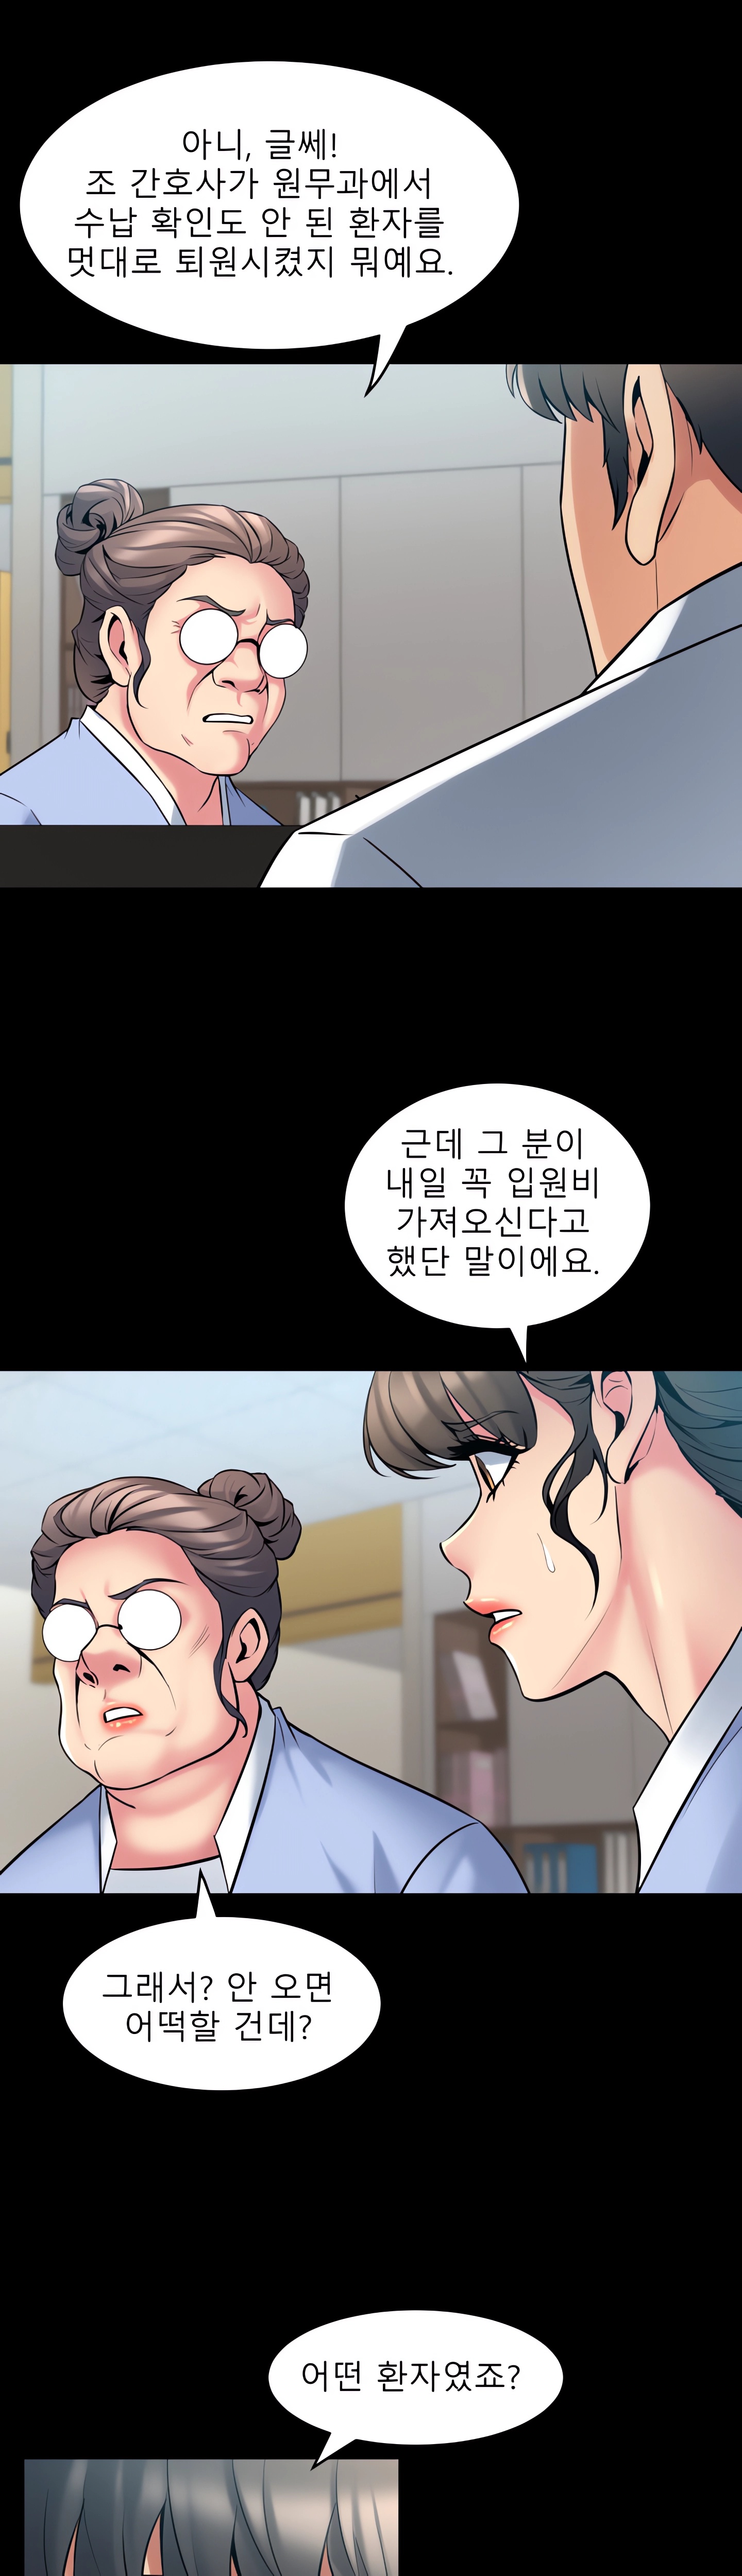 아니, 글쎄!
조 간호사가 원무과에서
수납 확인도 안 된 환자를
멋대로 퇴원시켰지 뭐예요.
근데 그 분이
내일 꼭 입원비
가져오신다고
했단 말이에요.
그래서? 안 오면
어떡할 건데?
어떤 환자였죠?